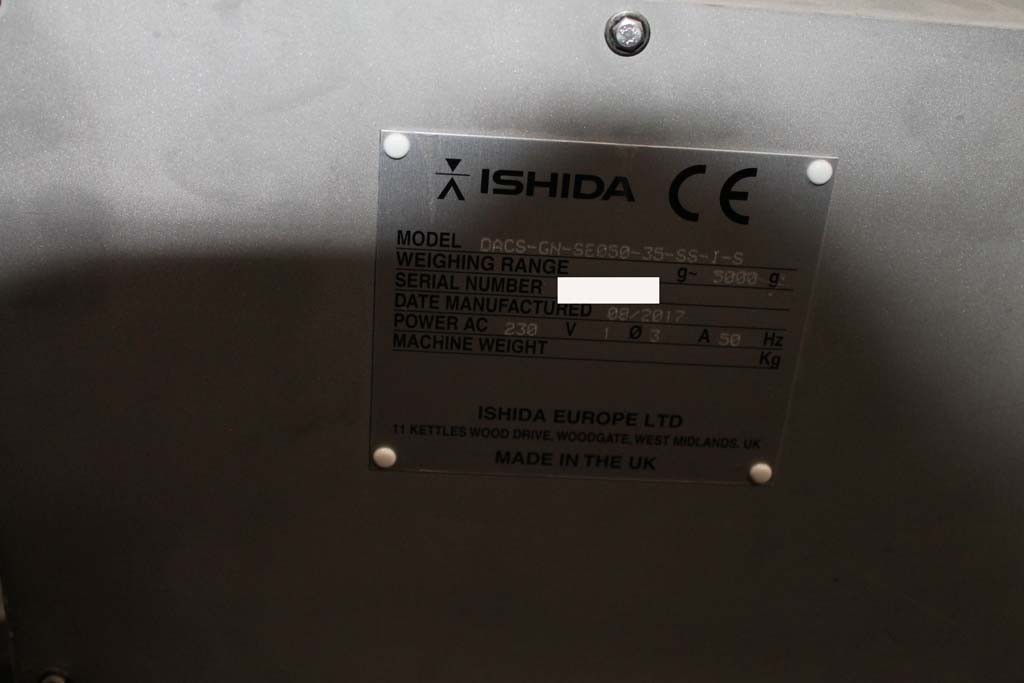 ISHIDA CE
MODEL DACS-GN-SE050-35-SS-I-S
WEIGHING RANGE g~ 5000 g
SERIAL NUMBER
DATE MANUFACTURED 08/2017
POWER AC 230 V 1 Ø 3 A 50 Hz
MACHINE WEIGHT Kg
ISHIDA EUROPE LTD
11 KETTLES WOOD DRIVE, WOODGATE, WEST MIDLANDS, UK
MADE IN THE UK